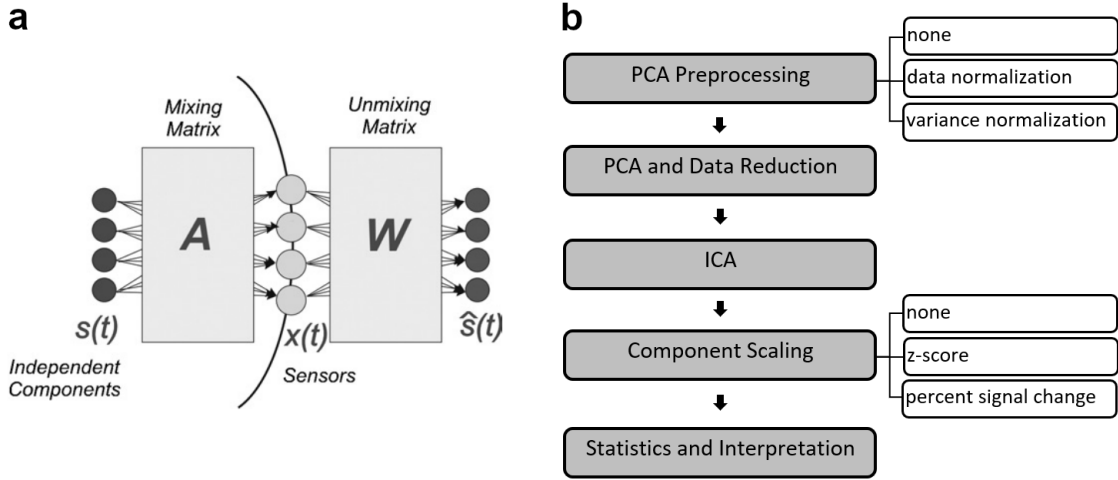 a
Mixing
Matrix
Unmixing
Matrix
A
W
s(t)
x(t)
ŝ(t)
Independent
Components
Sensors
b
PCA Preprocessing
none
data normalization
variance normalization
PCA and Data Reduction
ICA
Component Scaling
none
z-score
percent signal change
Statistics and Interpretation